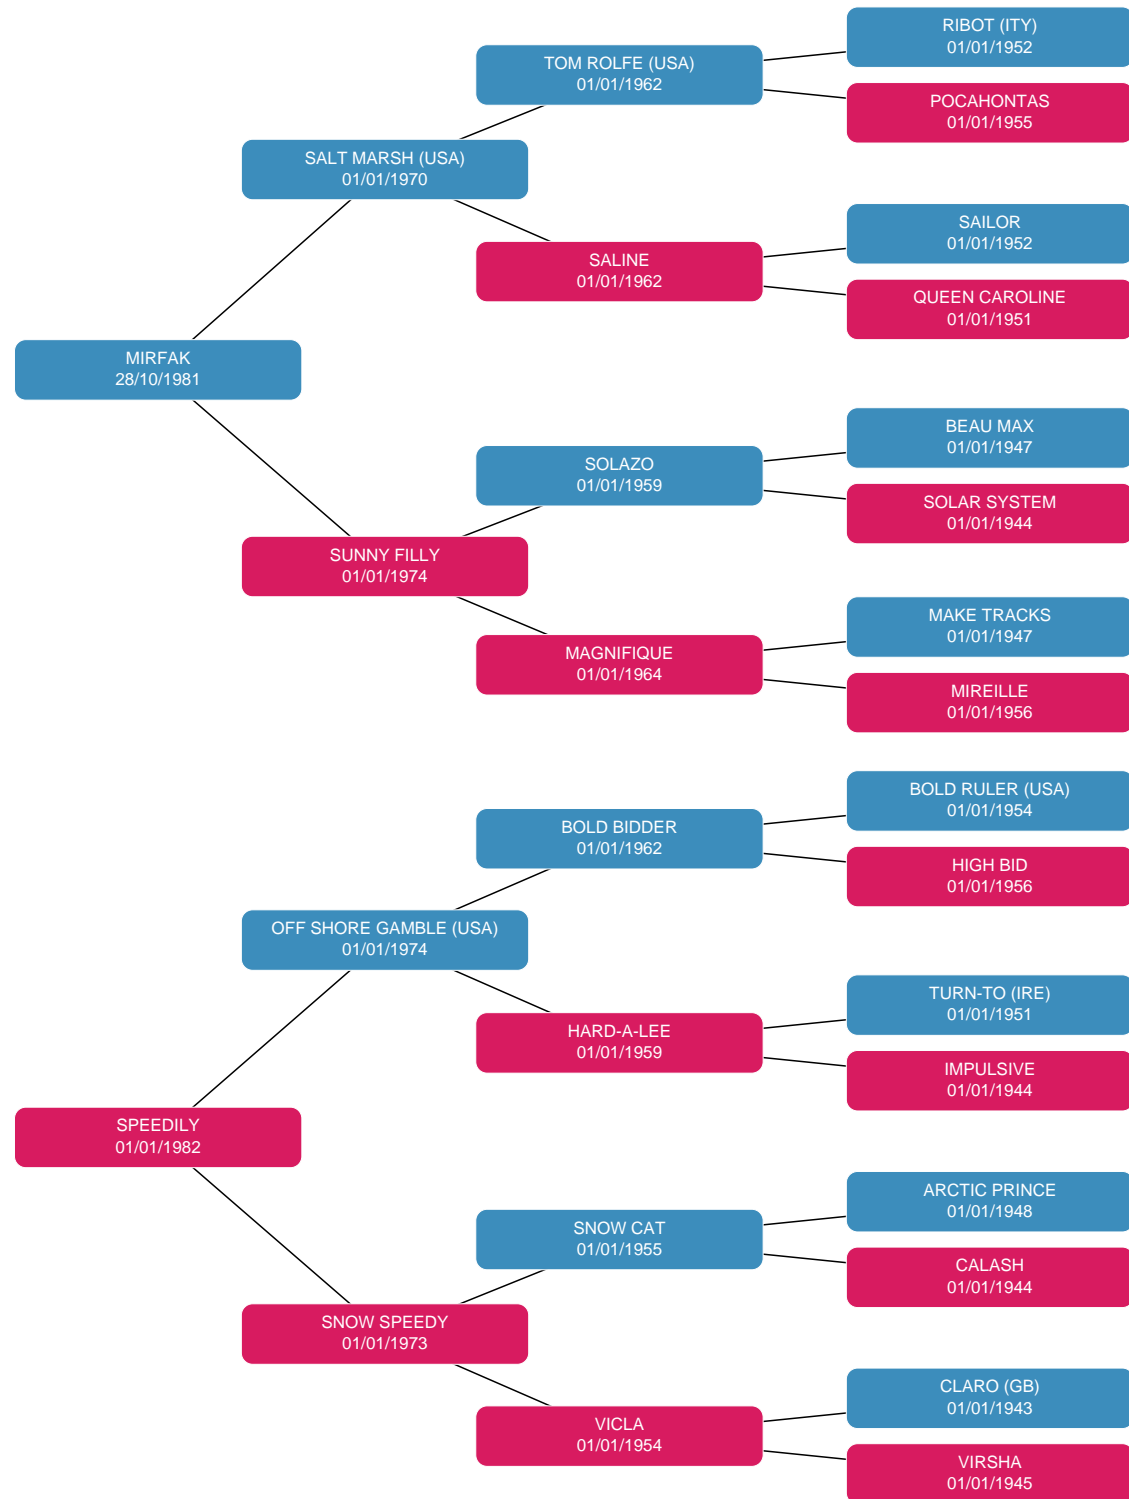 RIBOT (ITY)
01/01/1952
TOM ROLFE (USA)
01/01/1962
POCAHONTAS
01/01/1955
SALT MARSH (USA)
01/01/1970
SAILOR
01/01/1952
SALINE
01/01/1962
QUEEN CAROLINE
01/01/1951
MIRFAK
28/10/1981
BEAU MAX
01/01/1947
SOLAZO
01/01/1959
SOLAR SYSTEM
01/01/1944
SUNNY FILLY
01/01/1974
MAKE TRACKS
01/01/1947
MAGNIFIQUE
01/01/1964
MIREILLE
01/01/1956
BOLD RULER (USA)
01/01/1954
BOLD BIDDER
01/01/1962
HIGH BID
01/01/1956
OFF SHORE GAMBLE (USA)
01/01/1974
TURN-TO (IRE)
01/01/1951
HARD-A-LEE
01/01/1959
IMPULSIVE
01/01/1944
SPEEDILY
01/01/1982
ARCTIC PRINCE
01/01/1948
SNOW CAT
01/01/1955
CALASH
01/01/1944
SNOW SPEEDY
01/01/1973
CLARO (GB)
01/01/1943
VICLA
01/01/1954
VIRSHA
01/01/1945